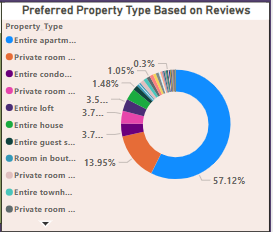 Preferred Property Type Based on Reviews
Property Type
Entire apartm...
Private room ...
Entire condo...
Private room ...
Entire loft
Entire house
Entire guest s...
Room in bout...
Private room ...
Entire townh...
Private room ...
0.3%
1.05%
1.48%
3.5...
3.7...
3.7...
13.95%
57.12%